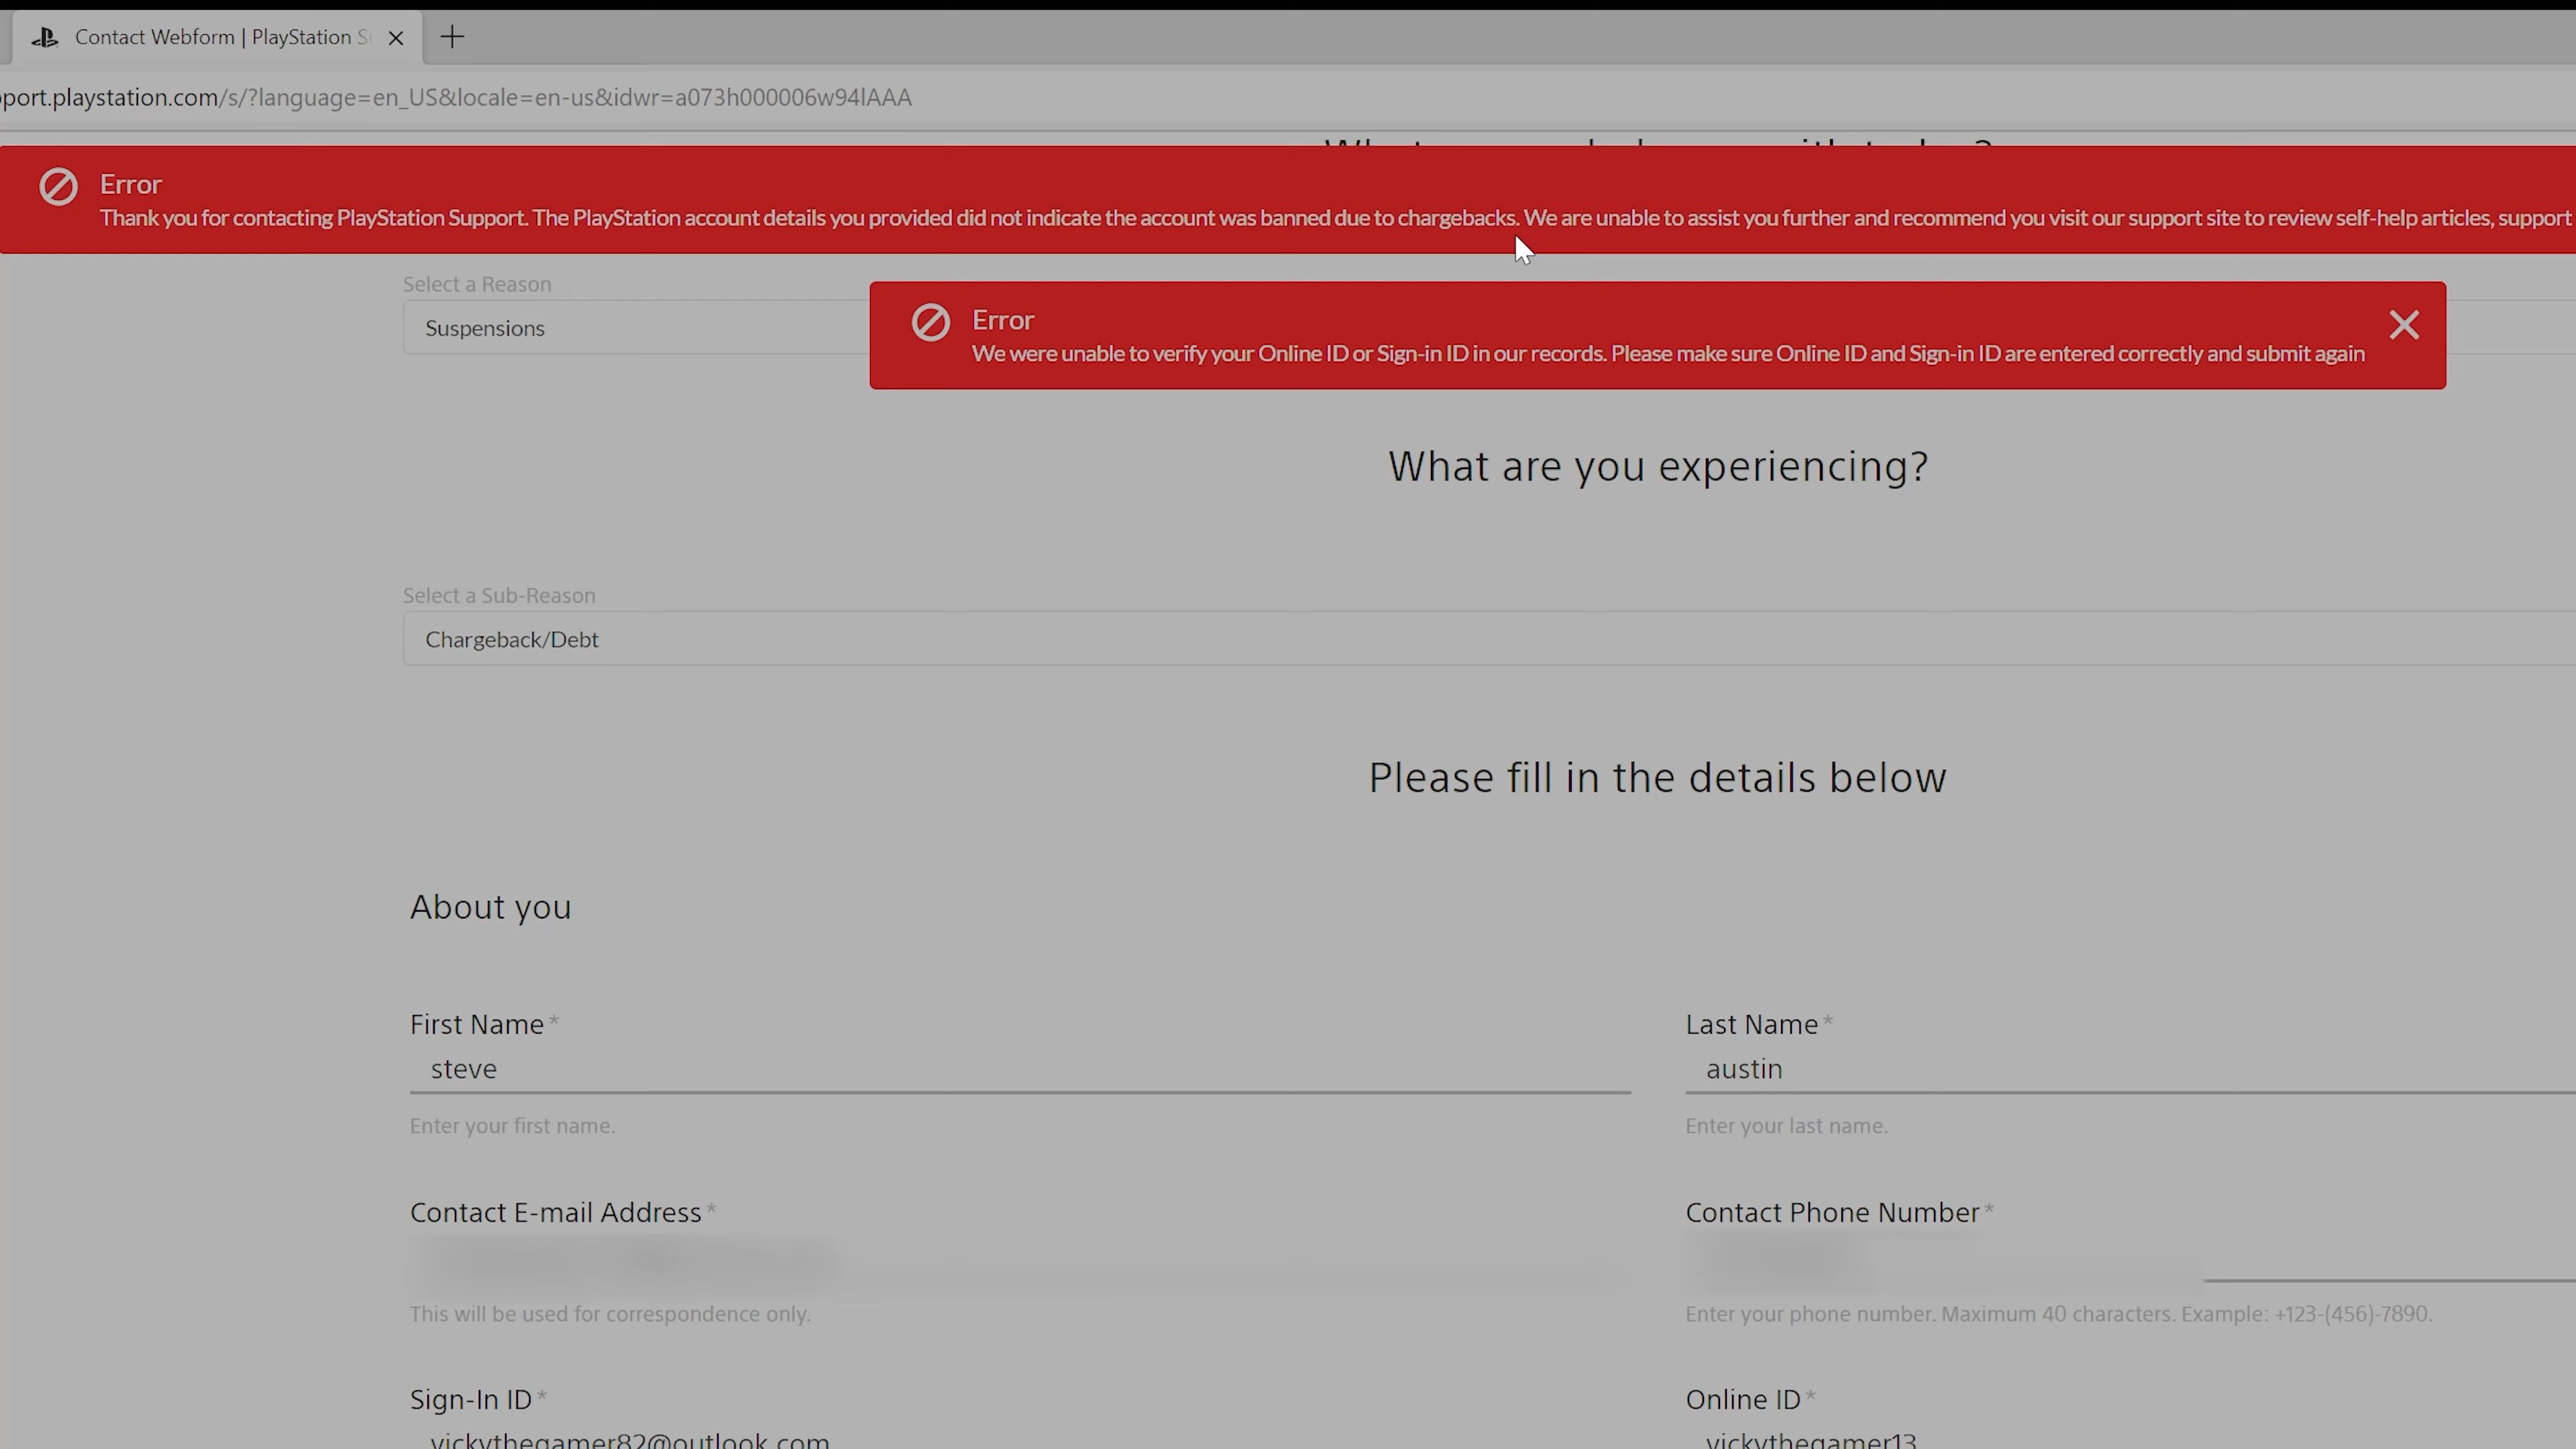 Contact Webform | PlayStation S
port.playstation.com/s/?language=en_US&locale=en-us&idwr=a073h000006w94lAAA
Error
Thank you for contacting PlayStation Support. The PlayStation account details you provided did not indicate the account was banned due to chargebacks. We are unable to assist you further and recommend you visit our support site to review self-help articles, support
Select a Reason
Suspensions
Error
We were unable to verify your Online ID or Sign-in ID in our records. Please make sure Online ID and Sign-in ID are entered correctly and submit again
What are you experiencing?
Select a Sub-Reason
Chargeback/Debt
Please fill in the details below
About you
First Name*
Last Name*
steve
austin
Enter your first name.
Enter your last name.
Contact E-mail Address*
Contact Phone Number*
This will be used for correspondence only.
Enter your phone number. Maximum 40 characters. Example: +123-(456)-7890.
Sign-In ID*
Online ID*
vickythegamer82@outlook.com
vickythegamer13